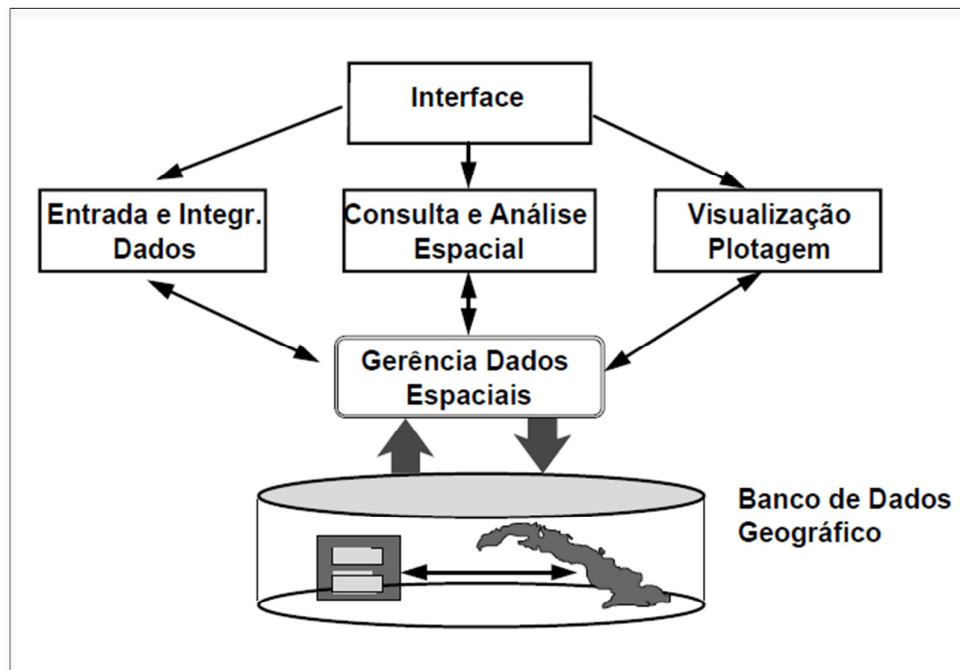 Interface
Entrada e Integr.
Dados
Consulta e Análise
Espacial
Visualização
Plotagem
Gerência Dados
Espaciais
Banco de Dados
Geográfico